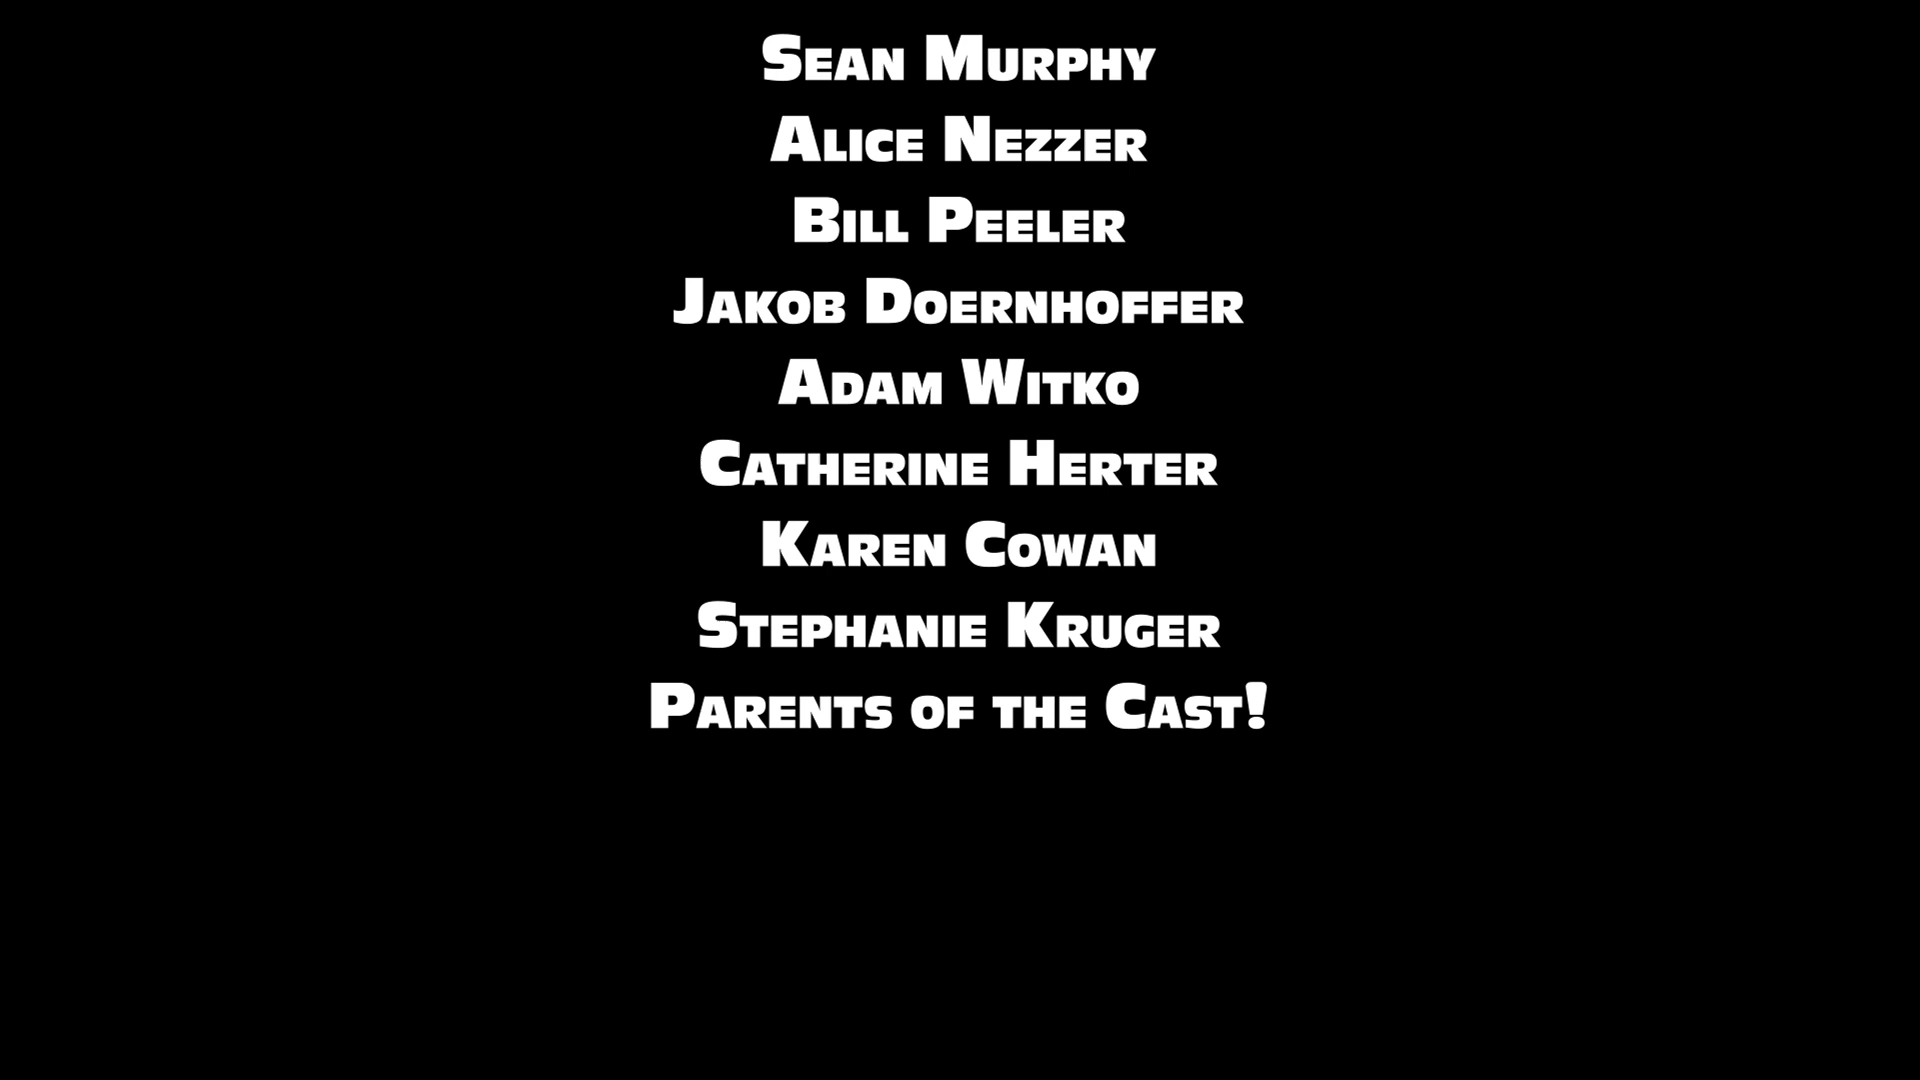 Sean Murphy
Alice Nezzer
Bill Peeler
Jakob Doernhoffer
Adam Witko
Catherine Herter
Karen Cowan
Stephanie Kruger
Parents of the Cast!